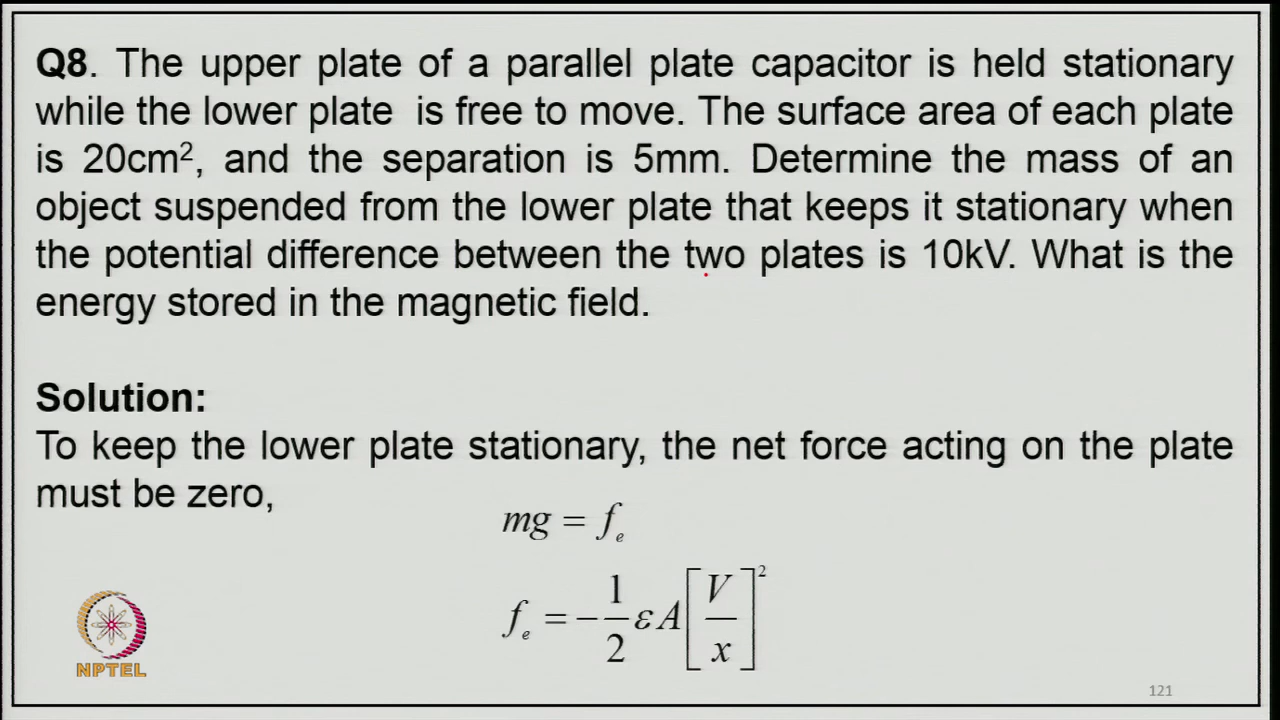 Q8. The upper plate of a parallel plate capacitor is held stationary
while the lower plate is free to move. The surface area of each plate
is 20cm², and the separation is 5mm. Determine the mass of an
object suspended from the lower plate that keeps it stationary when
the potential difference between the two plates is 10kV. What is the
energy stored in the magnetic field.
Solution:
To keep the lower plate stationary, the net force acting on the plate
must be zero,
mg = fₑ
fₑ = −1/2 εA[V/x]²
NPTEL
121